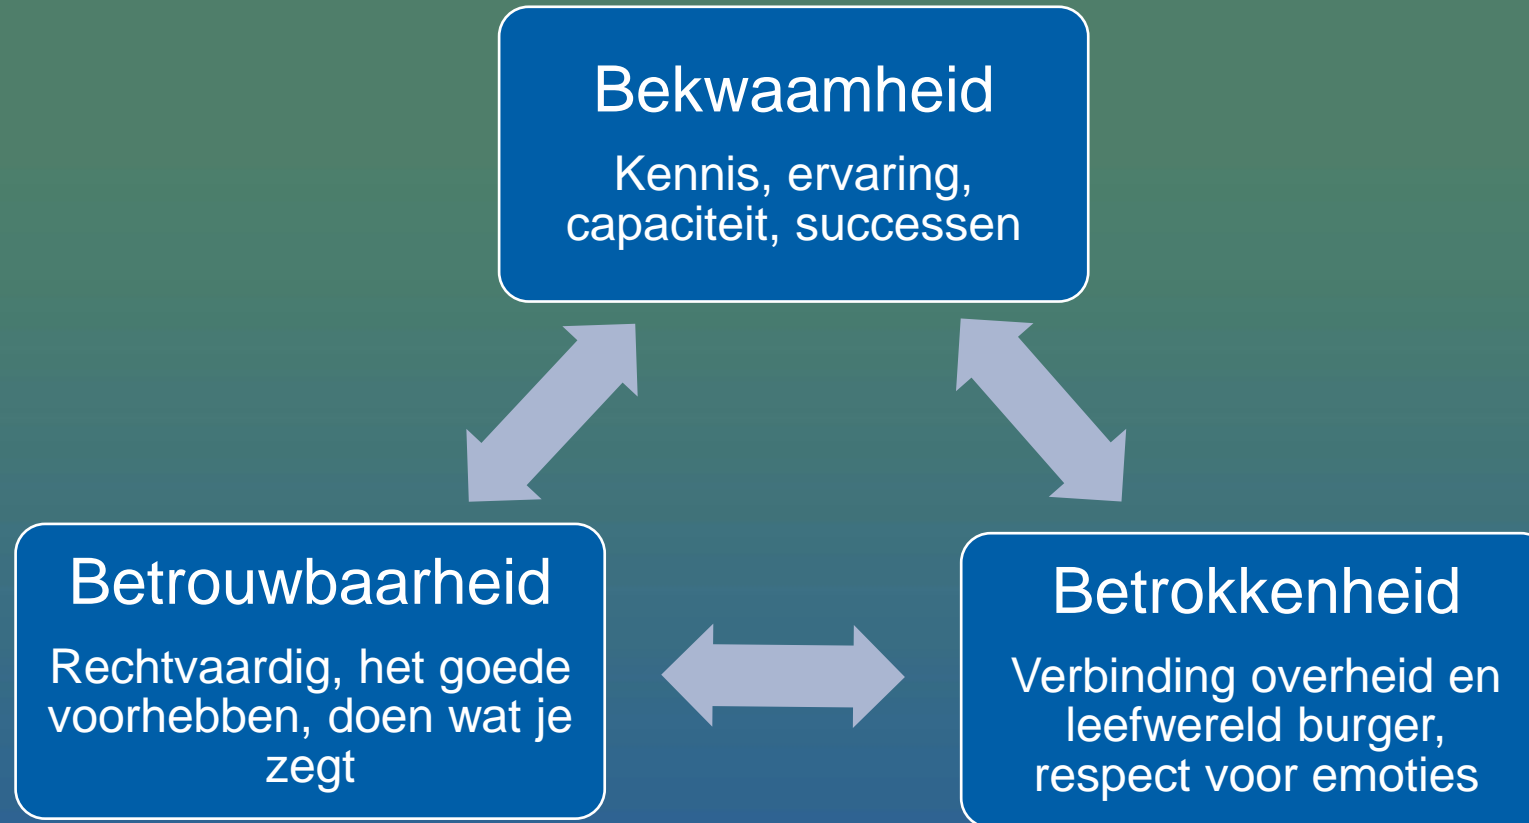 Bekwaamheid
Kennis, ervaring,
capaciteit, successen
Betrouwbaarheid
Rechtvaardig, het goede
voorhebben, doen wat je
zegt
Betrokkenheid
Verbinding overheid en
leefwereld burger,
respect voor emoties